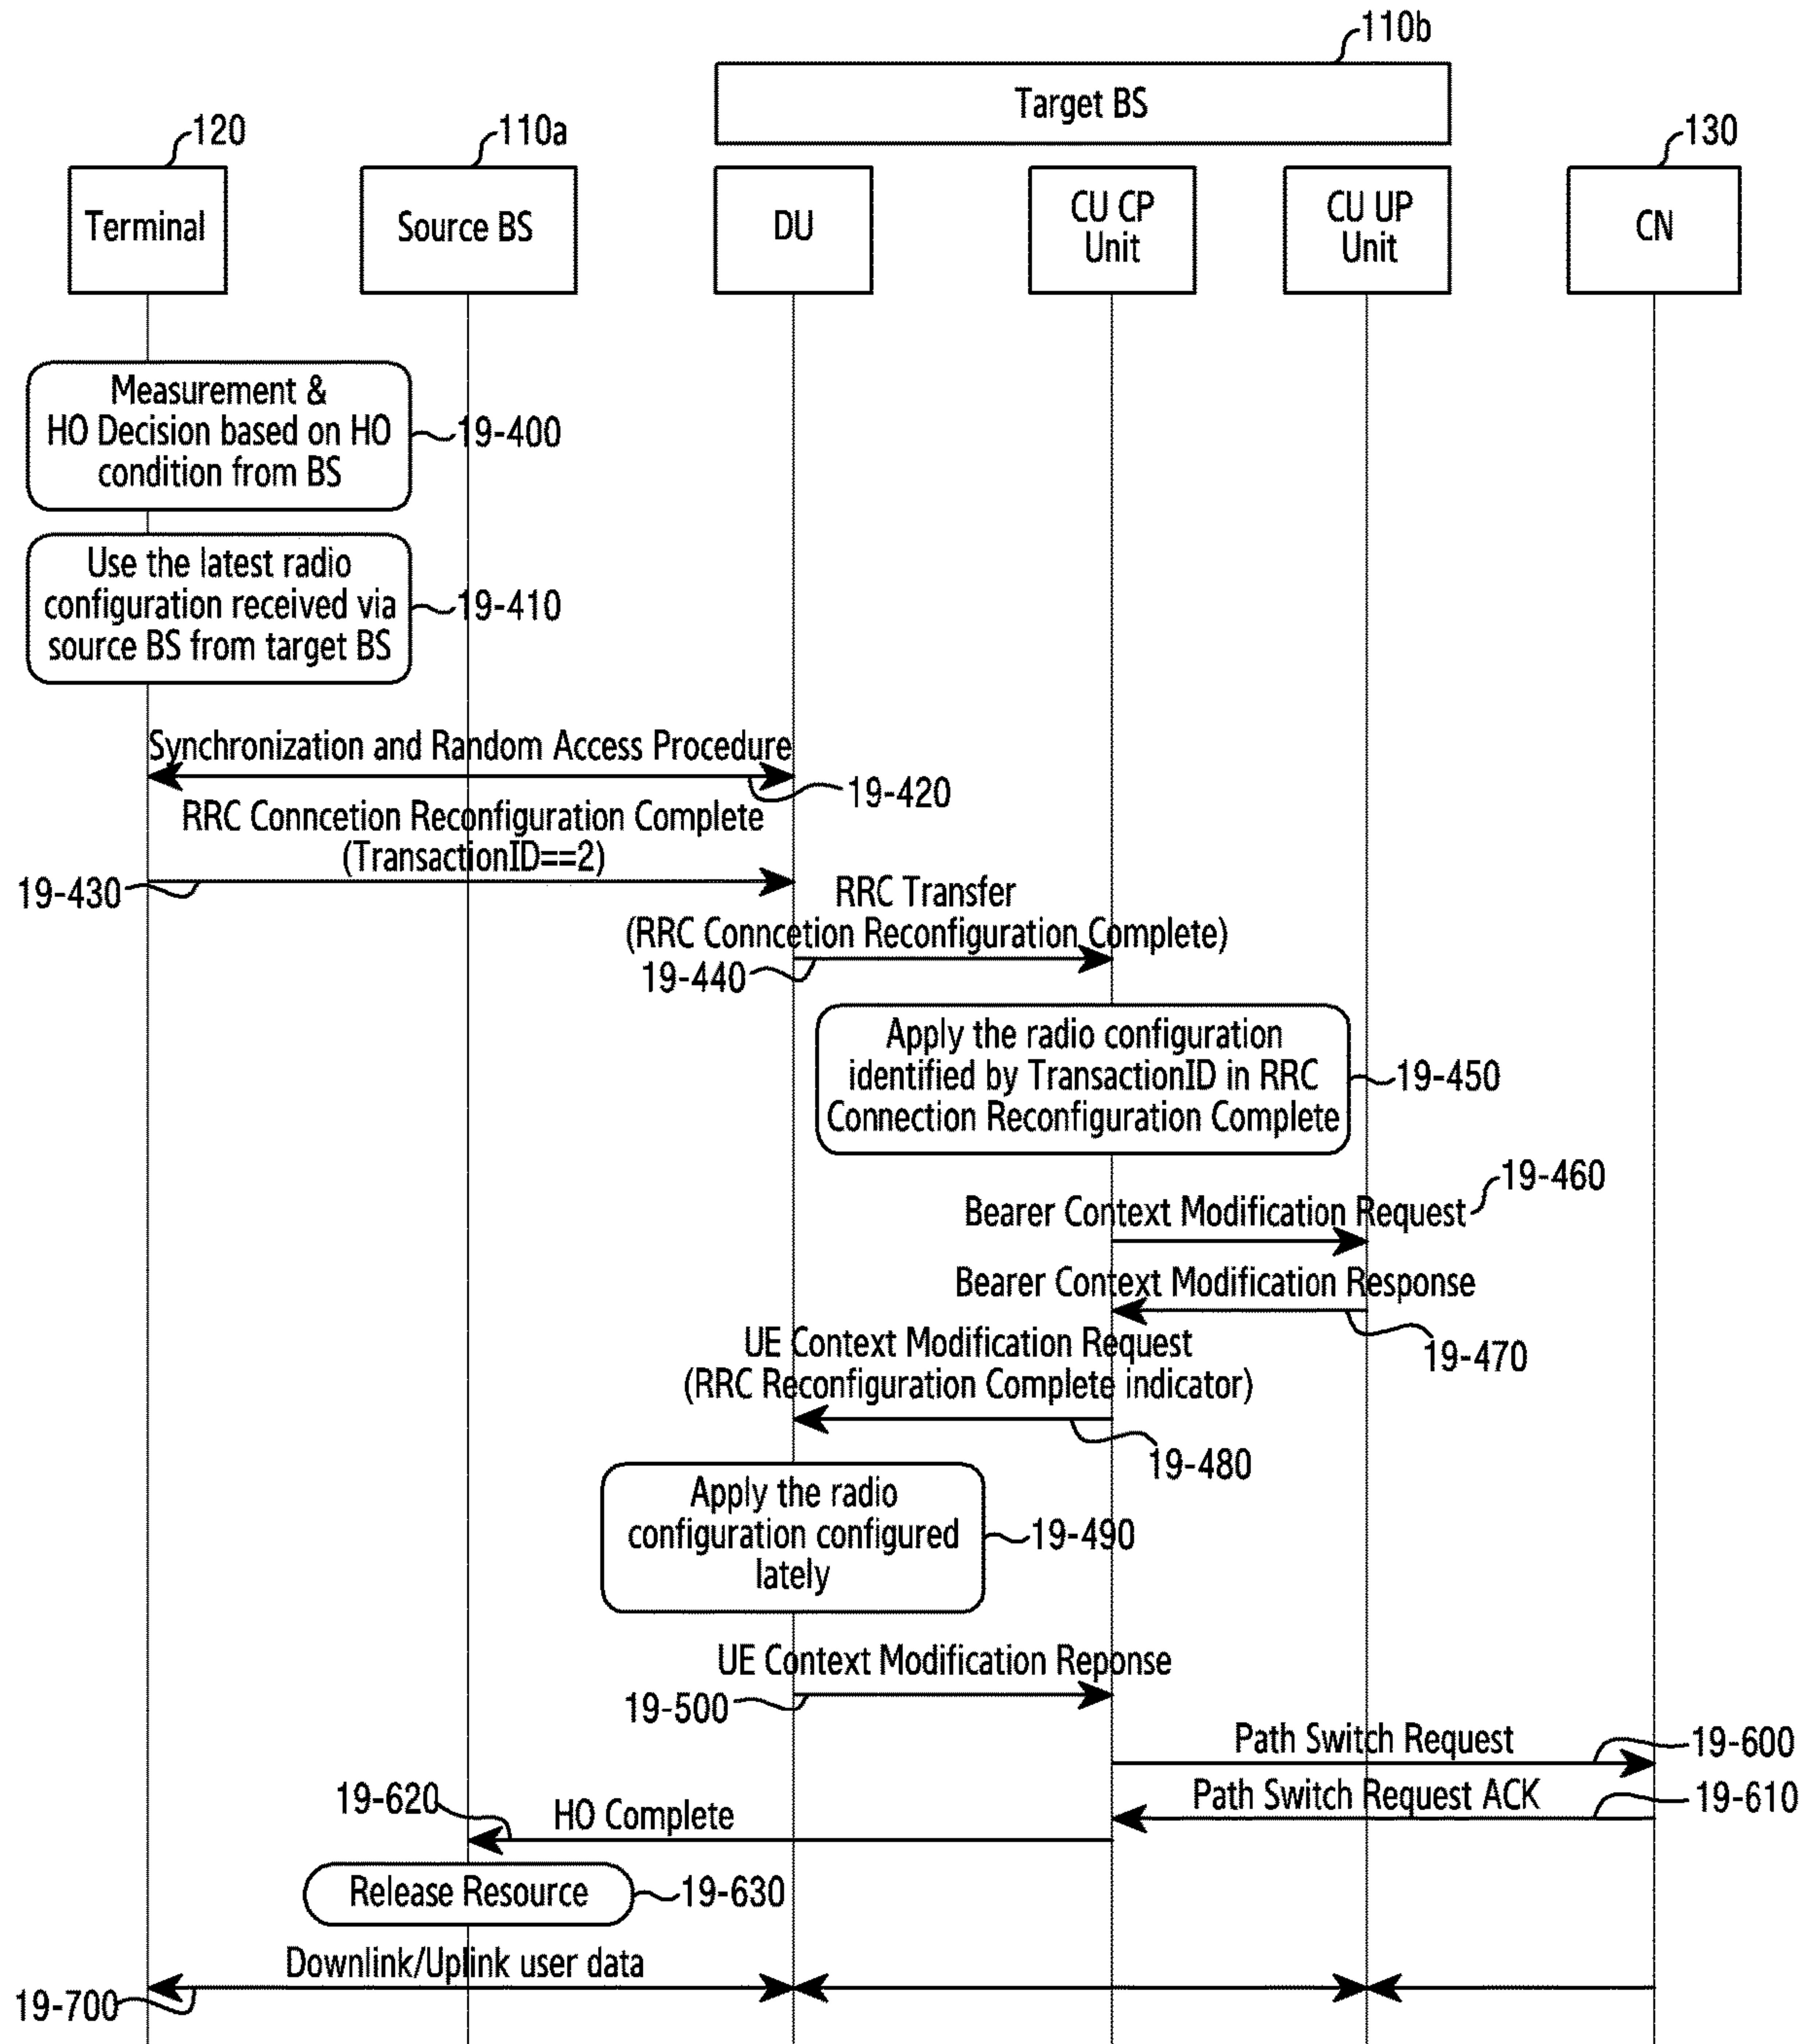 110b
Target BS
120
110a
130
Terminal
Source BS
DU
CU CP
Unit
CU UP
Unit
CN
Measurement &
HO Decision based on HO
condition from BS
19-400
Use the latest radio
configuration received via
source BS from target BS
19-410
Synchronization and Random Access Procedure
19-420
RRC Conncetion Reconfiguration Complete
(TransactionID==2)
19-430
RRC Transfer
(RRC Conncetion Reconfiguration Complete)
19-440
Apply the radio configuration
identified by TransactionID in RRC
Connection Reconfiguration Complete
19-450
19-460
Bearer Context Modification Request
Bearer Context Modification Response
19-470
UE Context Modification Request
(RRC Reconfiguration Complete indicator)
19-480
Apply the radio
configuration configured
lately
19-490
UE Context Modification Reponse
19-500
Path Switch Request
19-600
Path Switch Request ACK
19-610
19-620
HO Complete
Release Resource
19-630
Downlink/Uplink user data
19-700